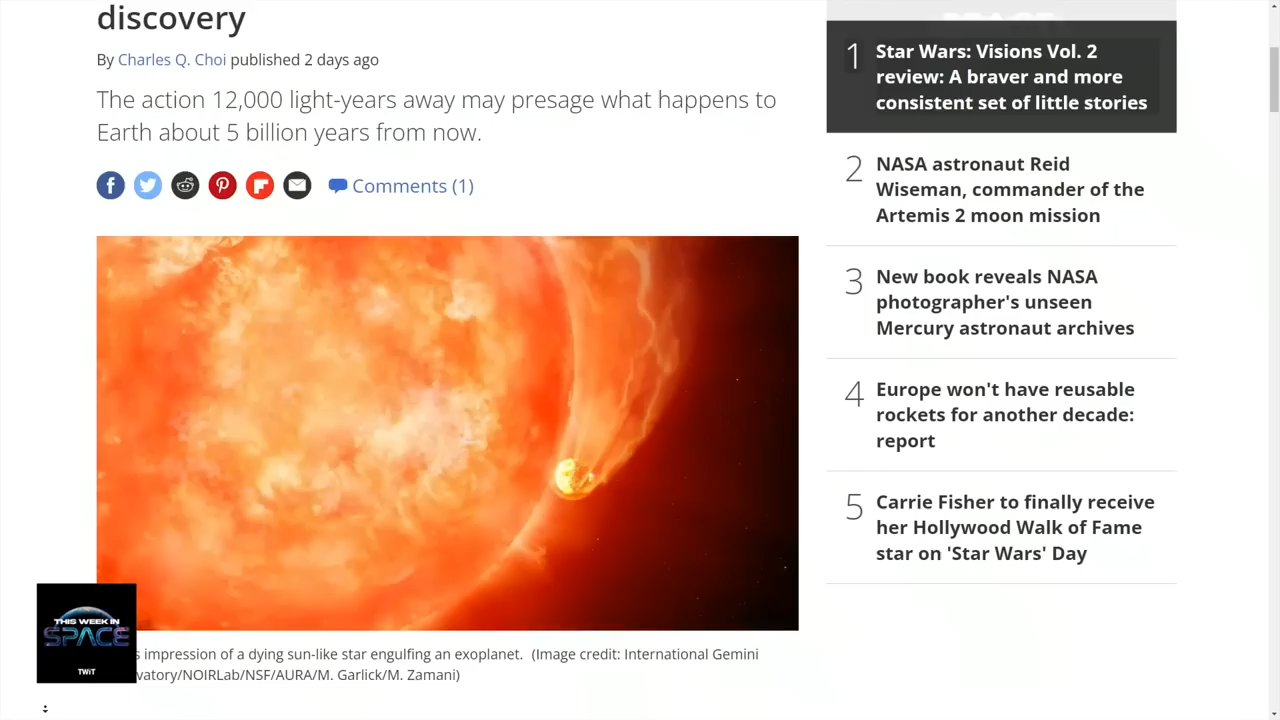 discovery
By Charles Q. Choi published 2 days ago
The action 12,000 light-years away may presage what happens to
Earth about 5 billion years from now.
Comments (1)
s impression of a dying sun-like star engulfing an exoplanet. (Image credit: International Gemini
vatory/NOIRLab/NSF/AURA/M. Garlick/M. Zamani)
THIS WEEK IN
SPACE
TWiT
1
Star Wars: Visions Vol. 2
review: A braver and more
consistent set of little stories
2
NASA astronaut Reid
Wiseman, commander of the
Artemis 2 moon mission
3
New book reveals NASA
photographer's unseen
Mercury astronaut archives
4
Europe won't have reusable
rockets for another decade:
report
5
Carrie Fisher to finally receive
her Hollywood Walk of Fame
star on 'Star Wars' Day